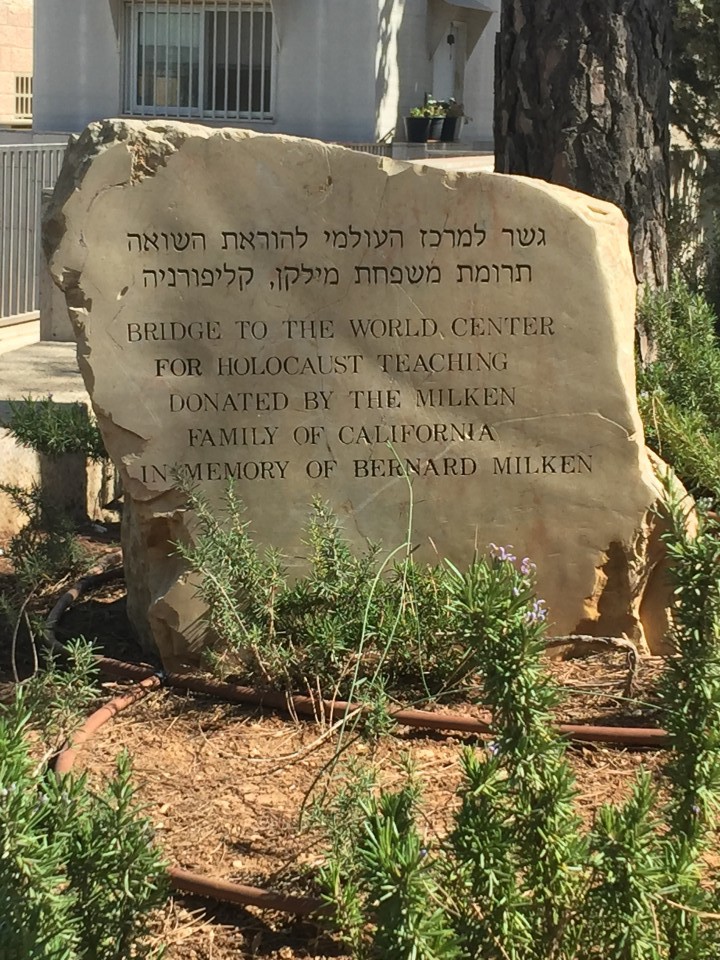 גשר למרכז העולמי להוראת השואה
תרומת משפחת מילקן, קליפורניה
BRIDGE TO THE WORLD CENTER
FOR HOLOCAUST TEACHING
DONATED BY THE MILKEN
FAMILY OF CALIFORNIA
IN MEMORY OF BERNARD MILKEN